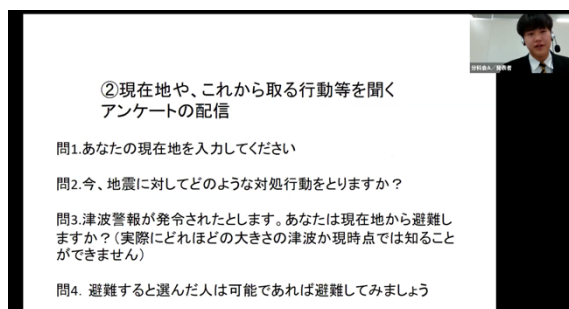 ②現在地や、これから取る行動等を聞く
アンケートの配信
問1.あなたの現在地を入力してください
問2.今、地震に対してどのような対処行動をとりますか？
問3.津波警報が発令されたとします。あなたは現在地から避難し
ますか？（実際にどれほどの大きさの津波か現時点では知ること
ができません）
問4. 避難すると選んだ人は可能であれば避難してみましょう
分科会A／発表者